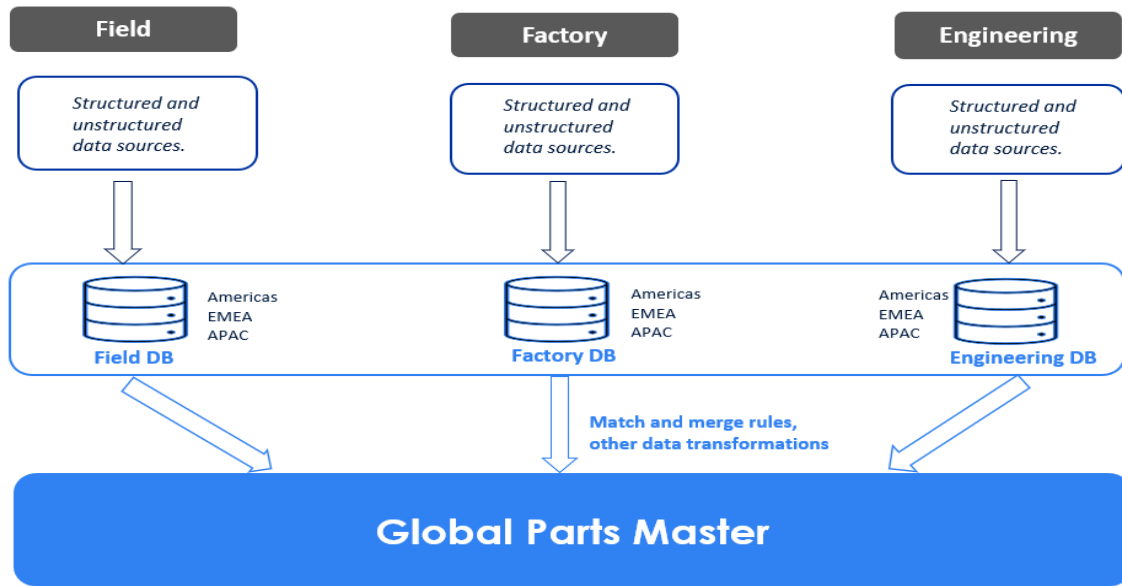 Field
Factory
Engineering
Structured and
unstructured
data sources.
Structured and
unstructured
data sources.
Structured and
unstructured
data sources.
Americas
EMEA
APAC
Field DB
Americas
EMEA
APAC
Factory DB
Americas
EMEA
APAC
Engineering DB
Match and merge rules,
other data transformations
Global Parts Master